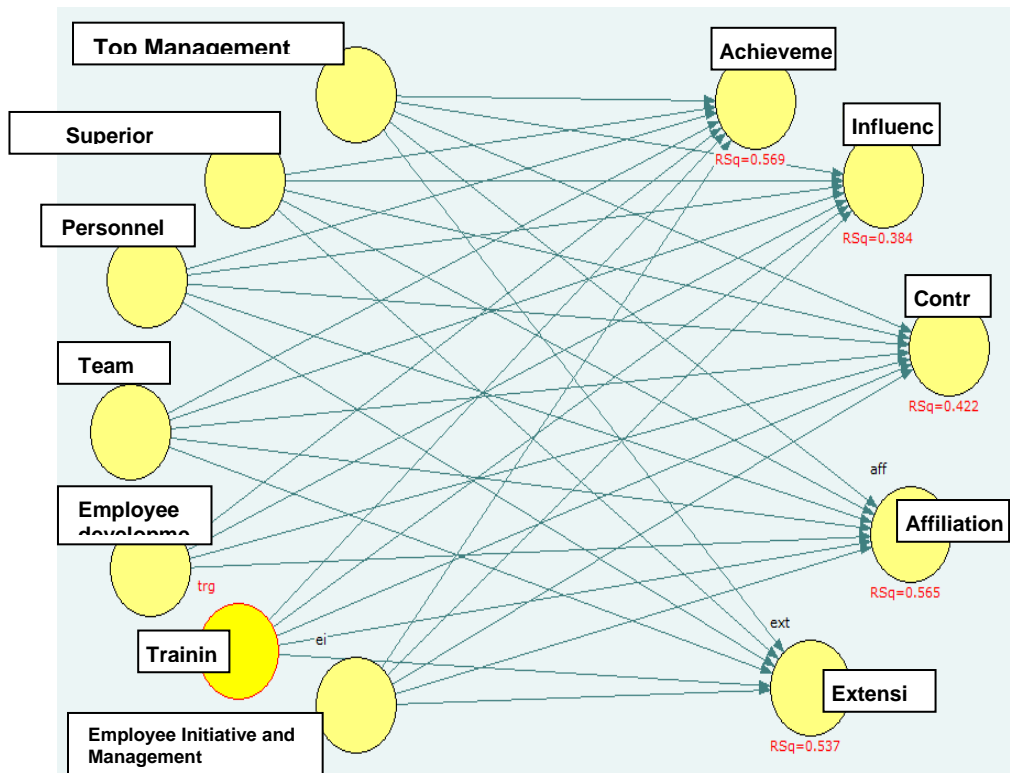 Top Management
Achieveme
Superior
Influenc
RSq=0.569
Personnel
RSq=0.384
Contr
Team
RSq=0.422
aff
Employee
developme
Affiliation
trg
RSq=0.565
ext
ei
Trainin
Extensi
Employee Initiative and
Management
RSq=0.537